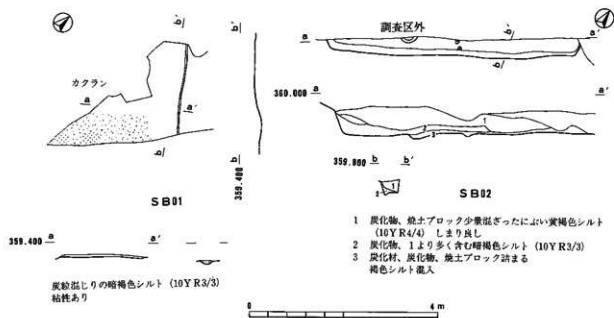 カクラン
a
a'
b'
b
b'
b
359.400
SB01
359.400 a
a'
炭粒混じりの暗褐色シルト (10YR3/3)
粘性あり
調査区外
a
a'
b'
b
360.000 a
a'
359.800 b b'
SB02
1
2
3
1 炭化物、焼土ブロック少量混ざったにぶい黄褐色シルト
(10YR4/4) しまり良し
2 炭化物、1より多く含む暗褐色シルト (10YR3/3)
3 炭化材、炭化物、焼土ブロック詰まる
褐色シルト混入
0 4 m